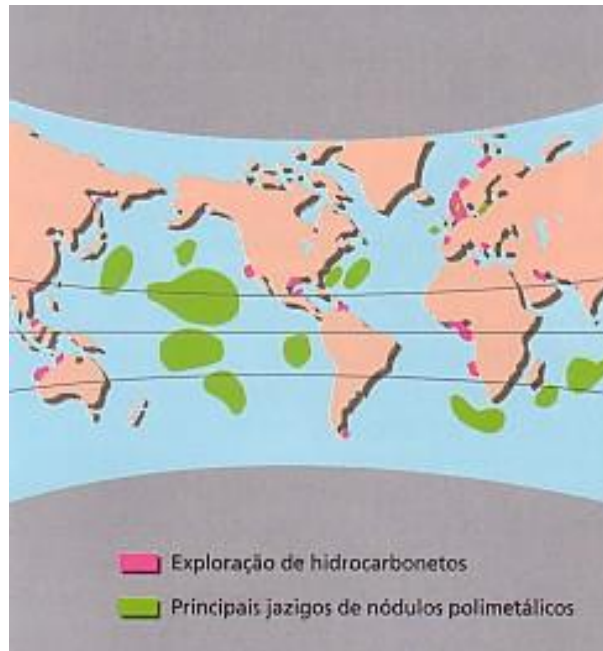 Exploração de hidrocarbonetos
Principais jazigos de nódulos polimetálicos